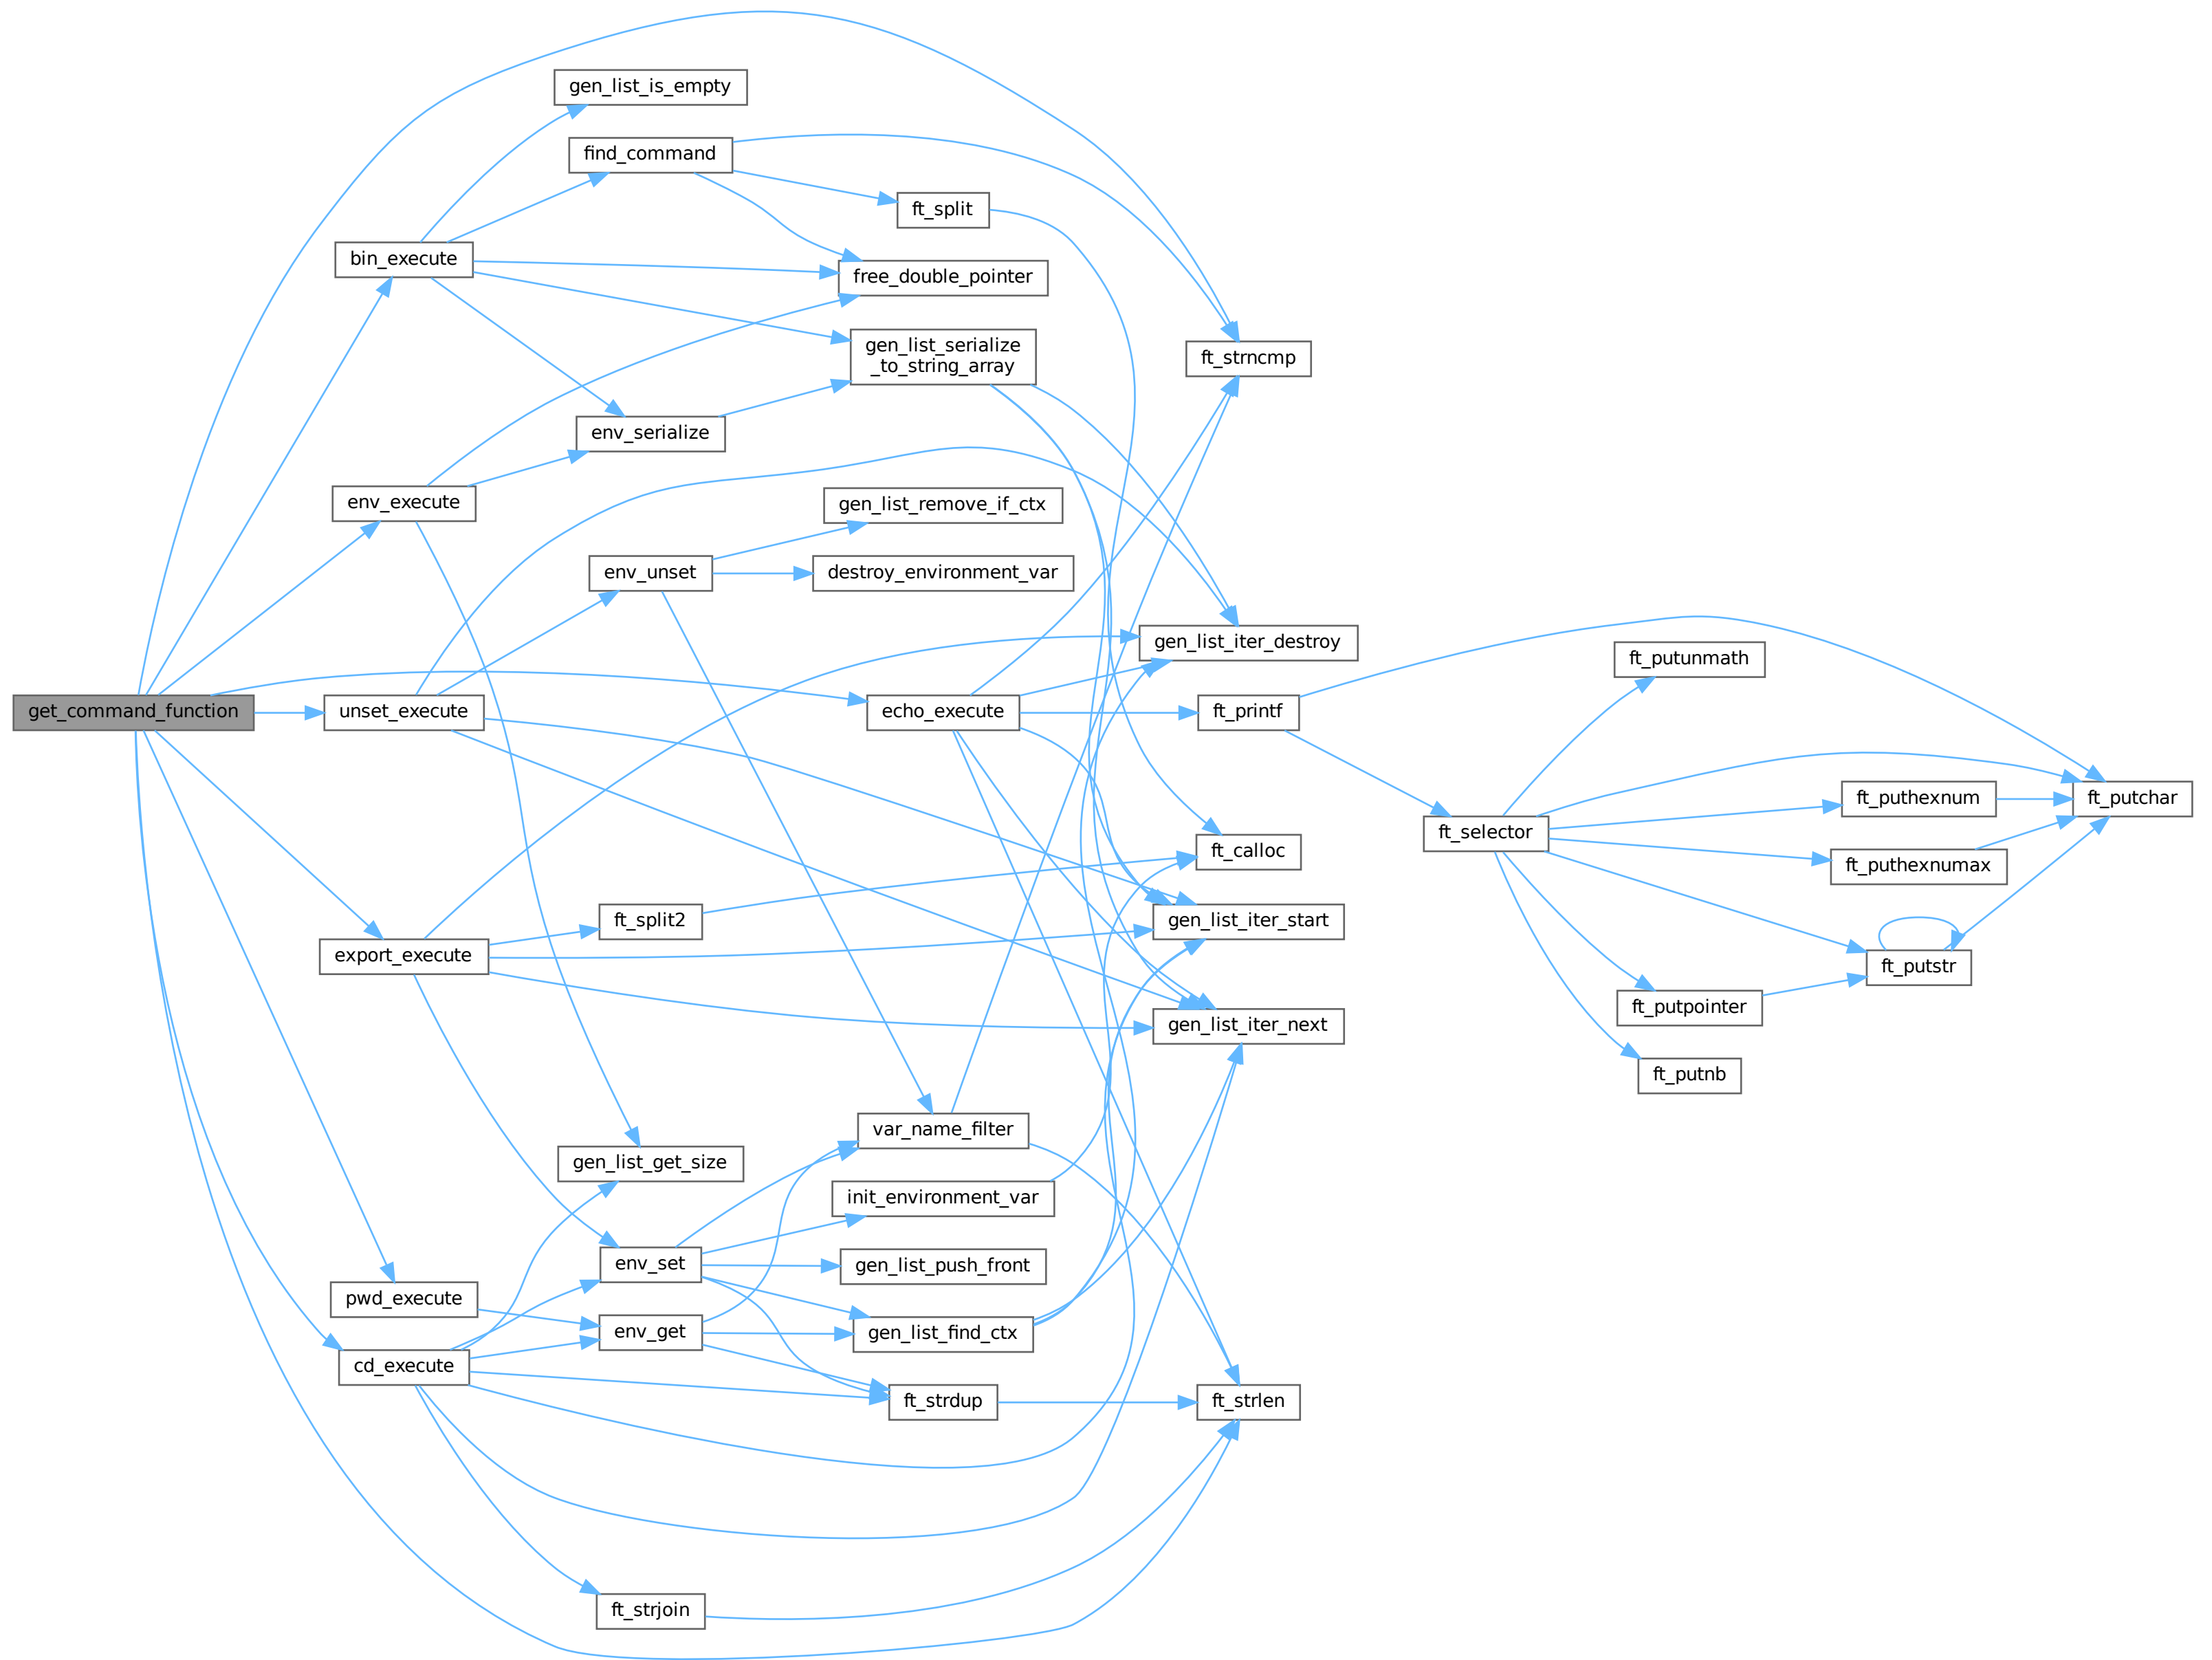 gen_list_is_empty
find_command
ft_split
bin_execute
free_double_pointer
gen_list_serialize
_to_string_array
ft_strncmp
env_serialize
env_execute
gen_list_remove_if_ctx
env_unset
destroy_environment_var
gen_list_iter_destroy
ft_putunmath
get_command_function
unset_execute
echo_execute
ft_printf
ft_puthexnum
ft_putchar
ft_selector
ft_calloc
ft_puthexnumax
ft_split2
gen_list_iter_start
export_execute
ft_putstr
ft_putpointer
gen_list_iter_next
ft_putnb
var_name_filter
gen_list_get_size
init_environment_var
env_set
gen_list_push_front
pwd_execute
env_get
gen_list_find_ctx
cd_execute
ft_strdup
ft_strlen
ft_strjoin